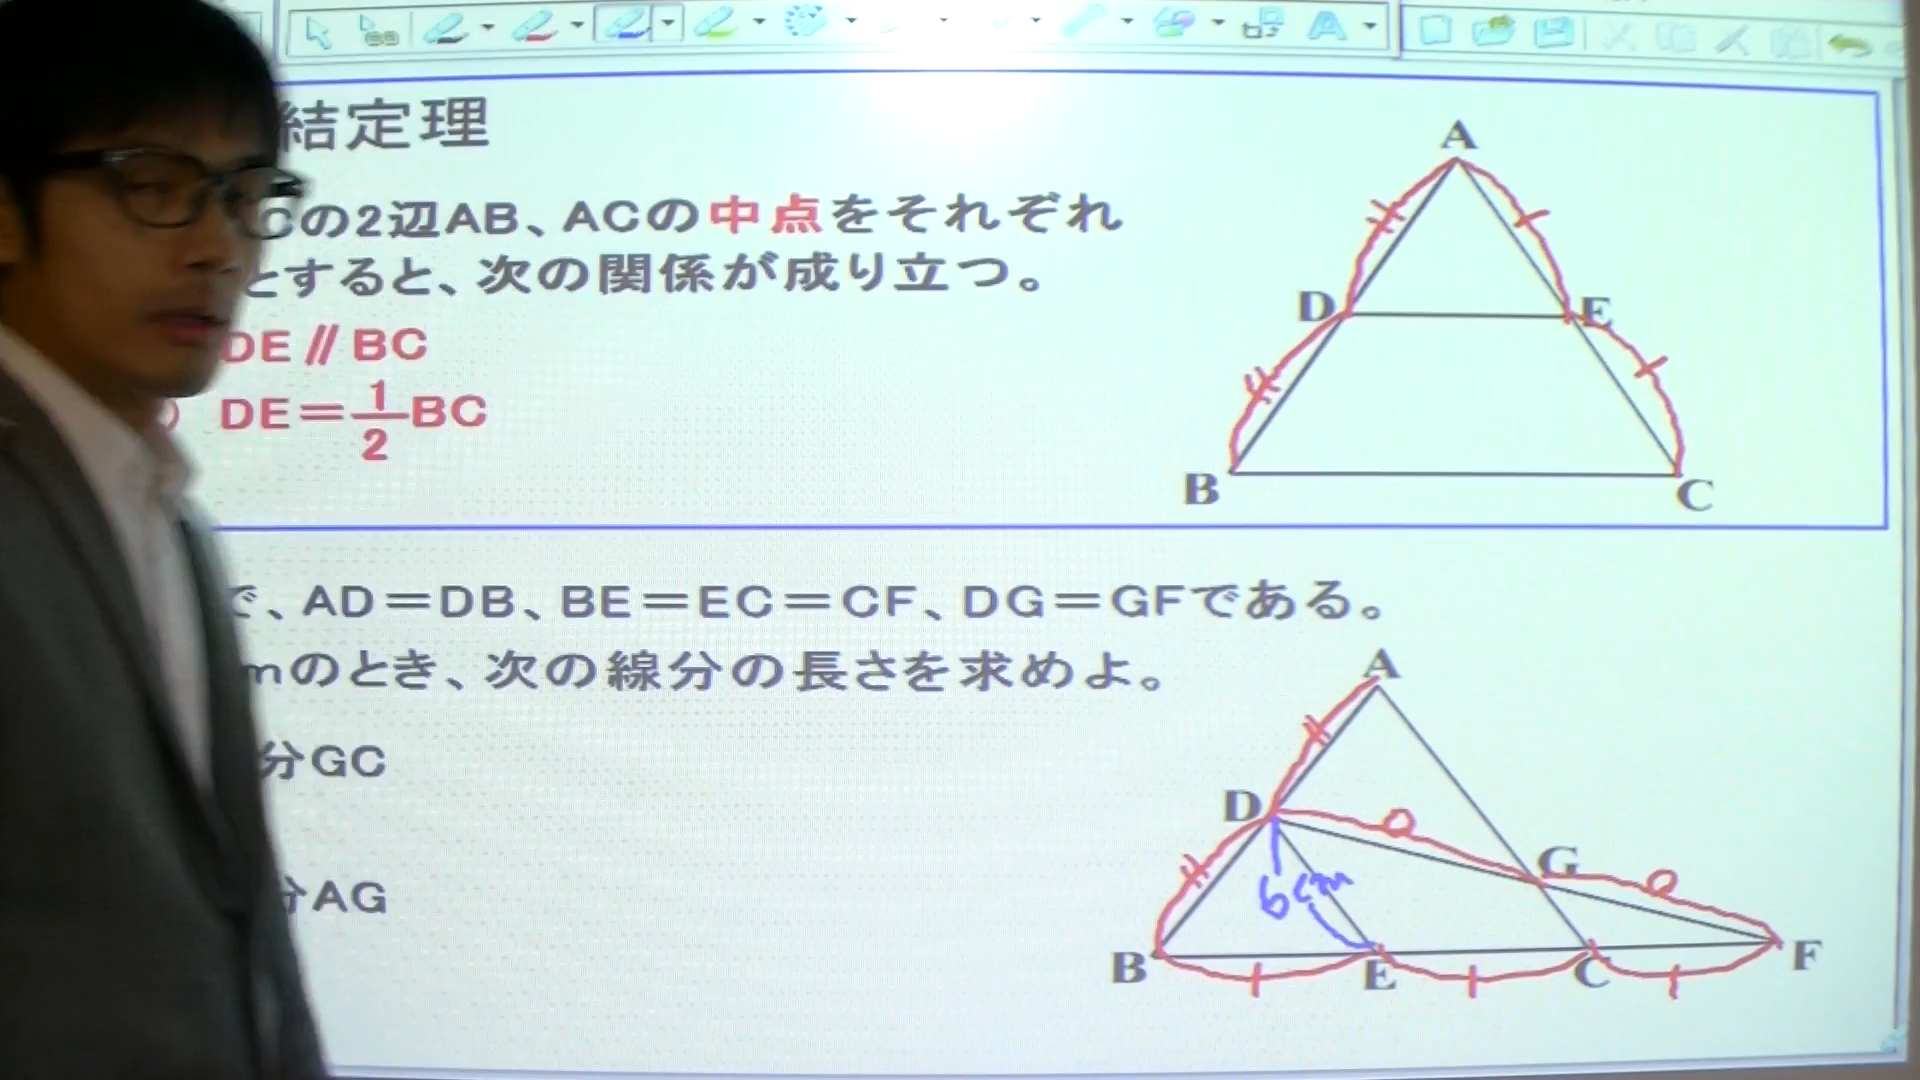 結定理
Cの2辺AB、ACの中点をそれぞれ
とすると、次の関係が成り立つ。
DE∥BC
DE=1/2BC
A
D
E
B
C
で、AD=DB、BE=EC=CF、DG=GFである。
mのとき、次の線分の長さを求めよ。
分GC
分AG
A
D
G
6cm
B
E
C
F